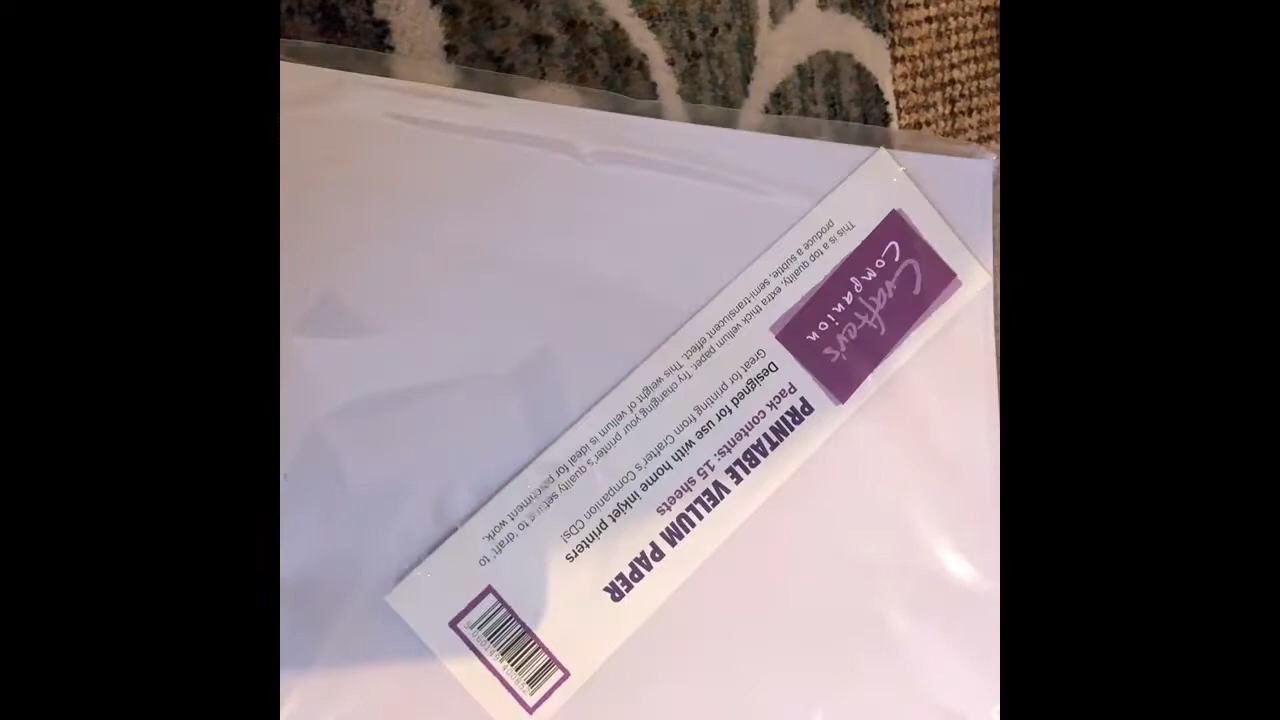 Crafter's
Companion
PRINTABLE VELLUM PAPER
Pack contents: 15 sheets
Designed for use with home inkjet printers
Great for printing from Crafter's Companion CDs!
This is a top quality, extra thick vellum paper. Try changing your printer's quality setting to 'draft' to
produce a subtle, semi-translucent effect. This weight of vellum is ideal for parchment work.